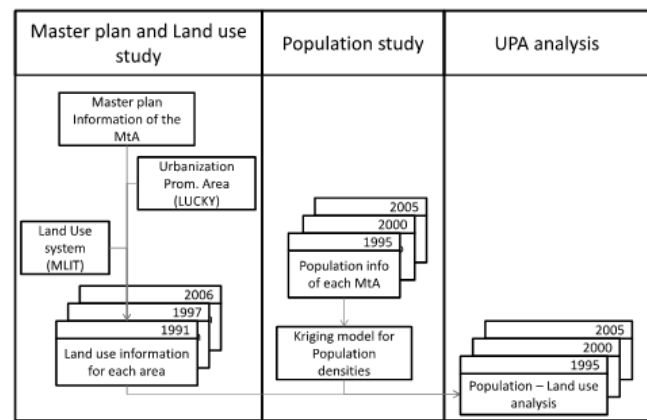 Master plan and Land use
study
Population study
UPA analysis
Master plan
Information of the
MtA
Urbanization
Prom. Area
(LUCKY)
Land Use
system
(MLIT)
2006
1997
1991
Land use information
for each area
2005
2000
1995
Population info
of each MtA
Kriging model for
Population
densities
2005
2000
1995
Population – Land use
analysis